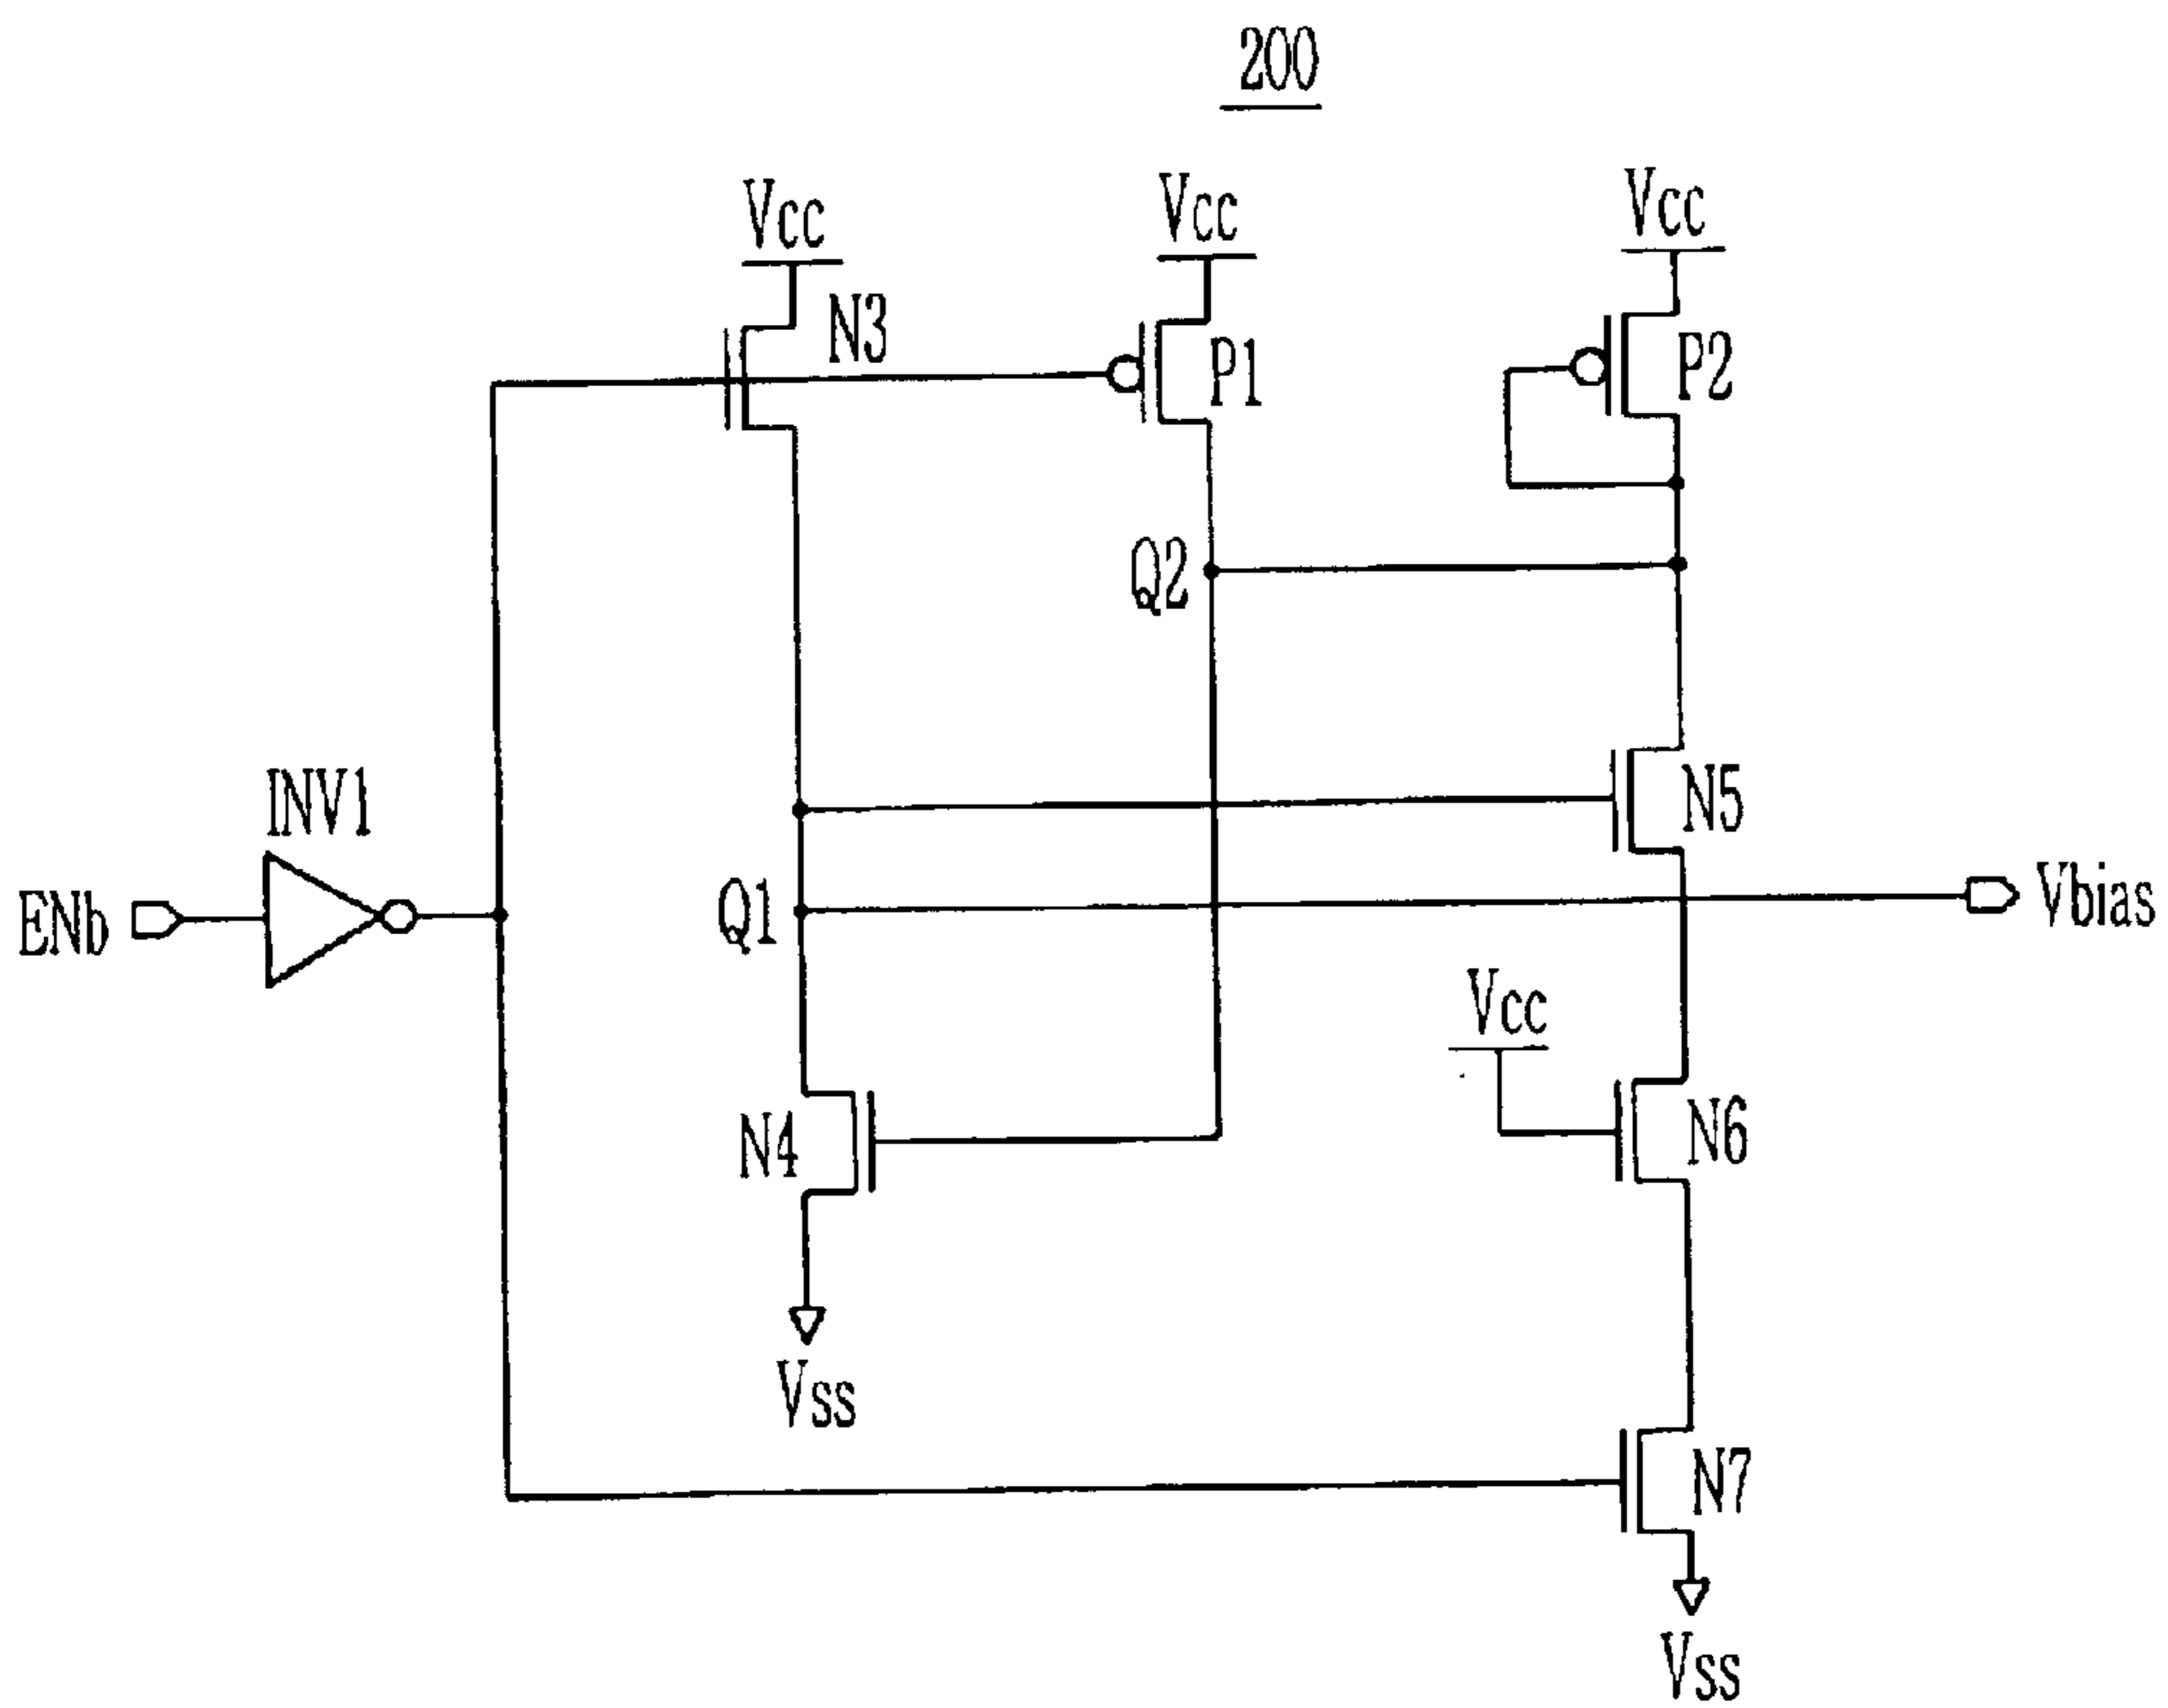 200
Vcc
Vcc
Vcc
N3
P1
P2
Q2
INV1
N5
ENb
Q1
Vbias
Vcc
N4
N6
Vss
N7
Vss